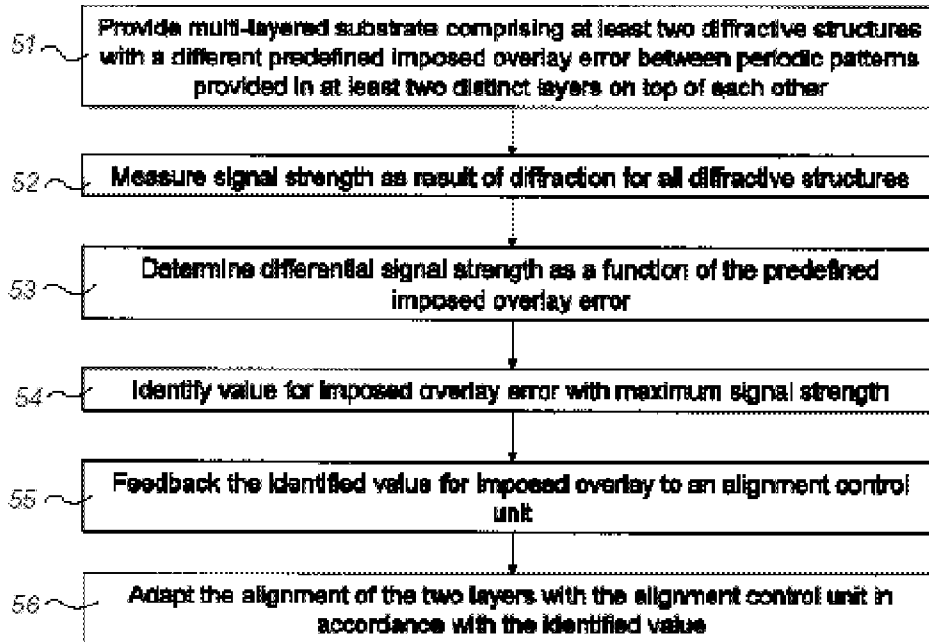 51
Provide multi-layered substrate comprising at least two diffractive structures
with a different predefined imposed overlay error between periodic patterns
provided in at least two distinct layers on top of each other
52
Measure signal strength as result of diffraction for all diffractive structures
53
Determine differential signal strength as a function of the predefined
imposed overlay error
54
Identify value for imposed overlay error with maximum signal strength
55
Feedback the identified value for imposed overlay to an alignment control
unit
56
Adapt the alignment of the two layers with the alignment control unit in
accordance with the identified value